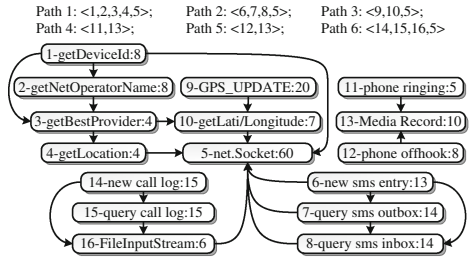 Path 1: <1,2,3,4,5>; Path 2: <6,7,8,5>; Path 3: <9,10,5>;
Path 4: <11,13>; Path 5: <12,13>; Path 6: <14,15,16,5>
1-getDeviceId:8
2-getNetOperatorName:8
9-GPS_UPDATE:20
11-phone ringing:5
3-getBestProvider:4
10-getLati/Longitude:7
13-Media Record:10
4-getLocation:4
5-net.Socket:60
12-phone offhook:8
14-new call log:15
6-new sms entry:13
15-query call log:15
7-query sms outbox:14
16-FileInputStream:6
8-query sms inbox:14